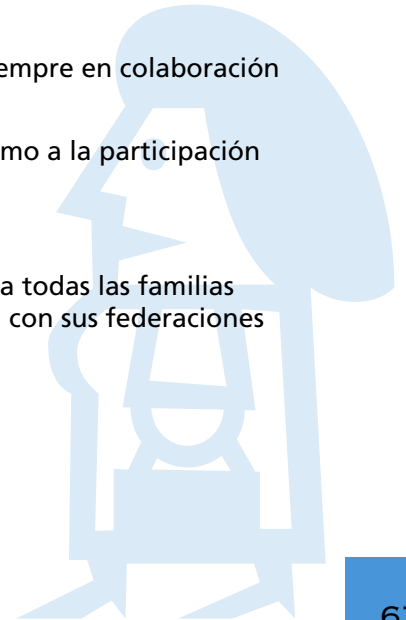 empre en colaboración
mo a la participación
a todas las familias
con sus federaciones